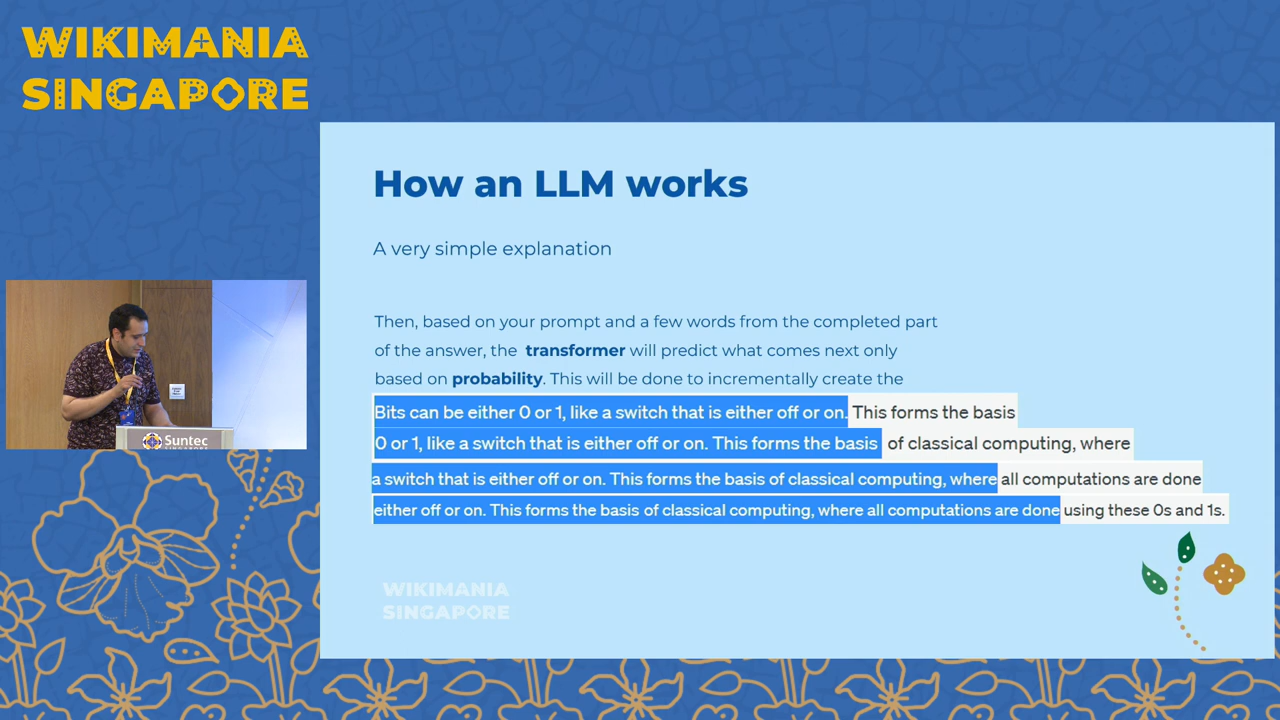 WIKIMANIA
SINGAPORE
How an LLM works
A very simple explanation
Then, based on your prompt and a few words from the completed part
of the answer, the transformer will predict what comes next only
based on probability. This will be done to incrementally create the
Bits can be either 0 or 1, like a switch that is either off or on. This forms the basis
0 or 1, like a switch that is either off or on. This forms the basis of classical computing, where
a switch that is either off or on. This forms the basis of classical computing, where all computations are done
either off or on. This forms the basis of classical computing, where all computations are done using these 0s and 1s.
Suntec
SINGAPORE
WIKIMANIA
SINGAPORE